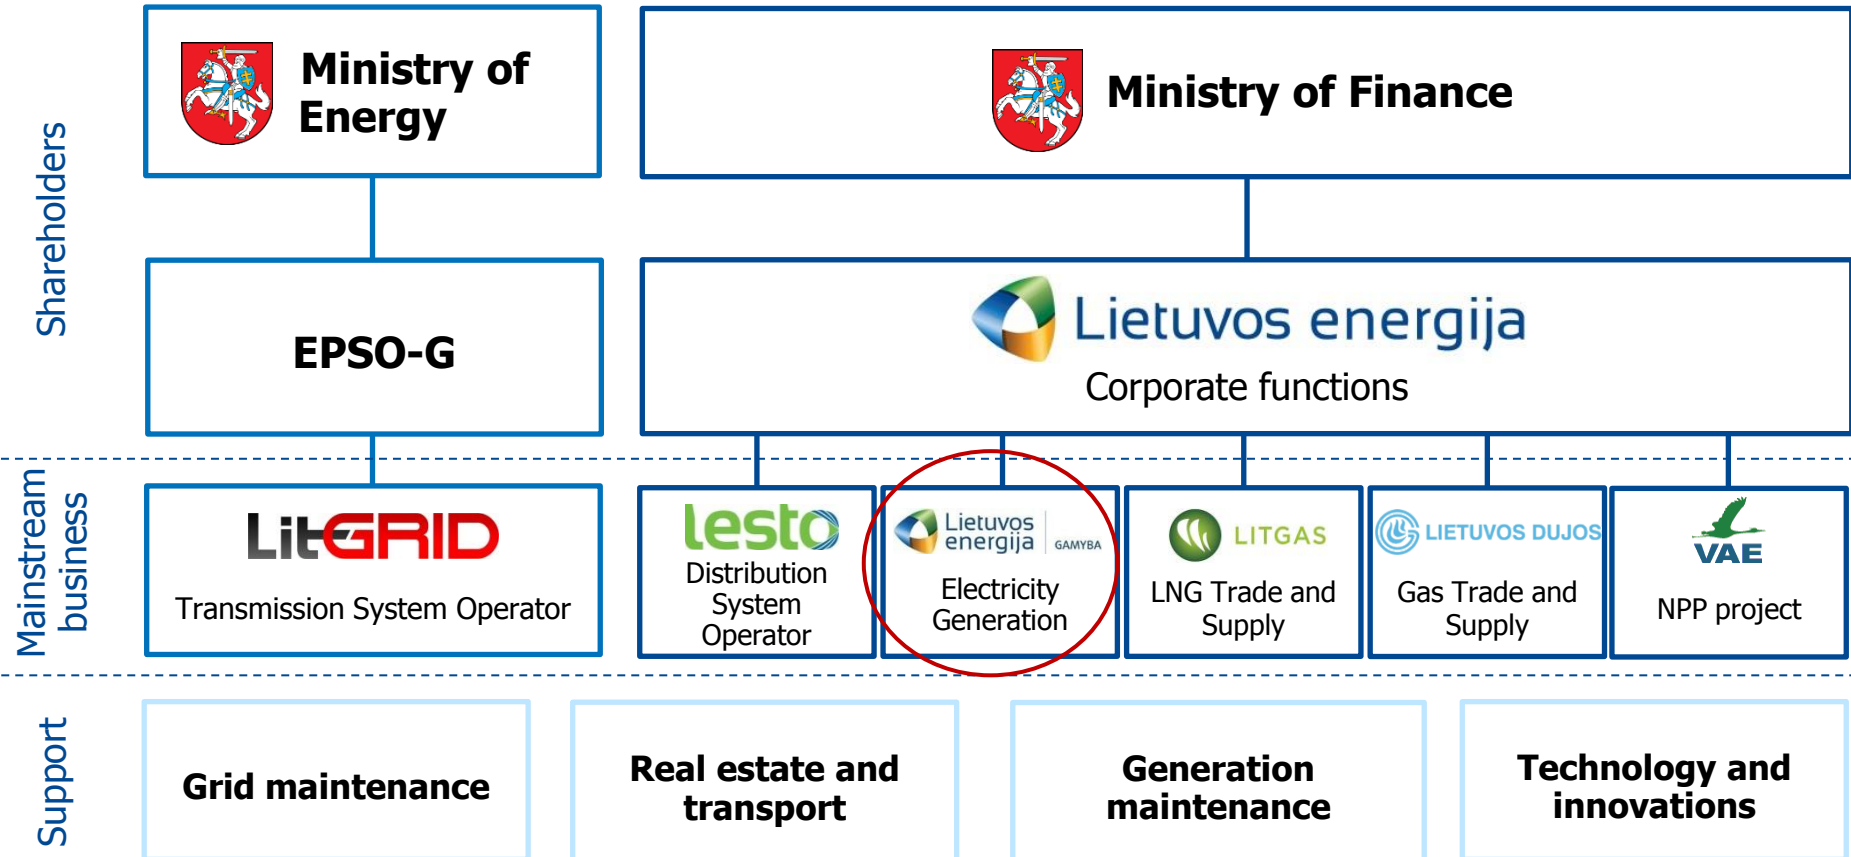 Shareholders
Ministry of
Energy
Ministry of Finance
EPSO-G
Lietuvos energija
Corporate functions
Mainstream
business
LitGRID
Transmission System Operator
lesto
Distribution
System
Operator
Lietuvos
energija
GAMYBA
Electricity
Generation
LITGAS
LNG Trade and
Supply
LIETUVOS DUJOS
Gas Trade and
Supply
VAE
NPP project
Support
Grid maintenance
Real estate and
transport
Generation
maintenance
Technology and
innovations